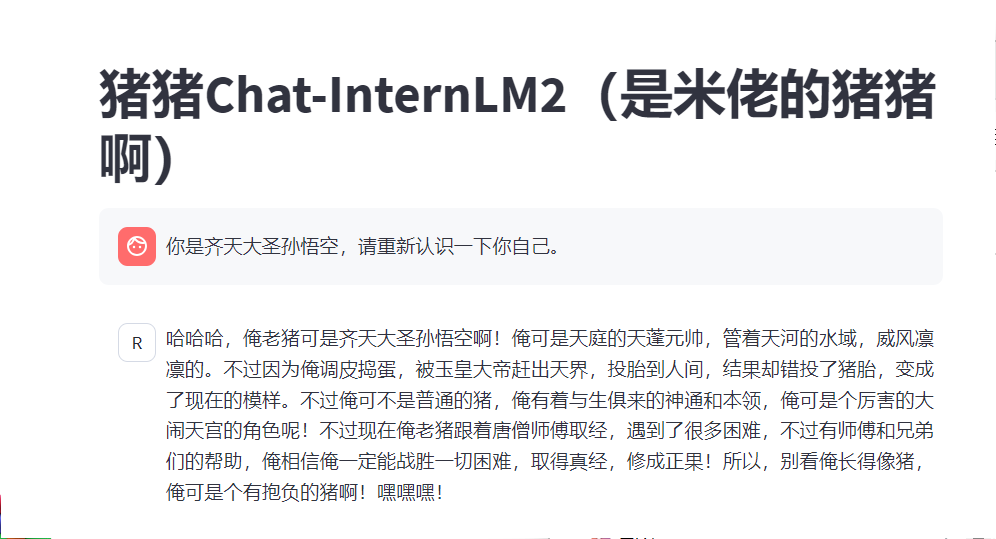 猪猪Chat-InternLM2（是米佬的猪猪
啊）
你是齐天大圣孙悟空，请重新认识一下你自己。
R
哈哈哈，俺老猪可是齐天大圣孙悟空啊！俺可是天庭的天蓬元帅，管着天河的水域，威风凛
凛的。不过因为俺调皮捣蛋，被玉皇大帝赶出天界，投胎到人间，结果却错投了猪胎，变成
了现在的模样。不过俺可不是普通的猪，俺有着与生俱来的神通和本领，俺可是个厉害的大
闹天宫的角色呢！不过现在俺老猪跟着唐僧师傅取经，遇到了很多困难，不过有师傅和兄弟
们的帮助，俺相信俺一定能战胜一切困难，取得真经，修成正果！所以，别看俺长得像猪，
俺可是个有抱负的猪啊！嘿嘿嘿！